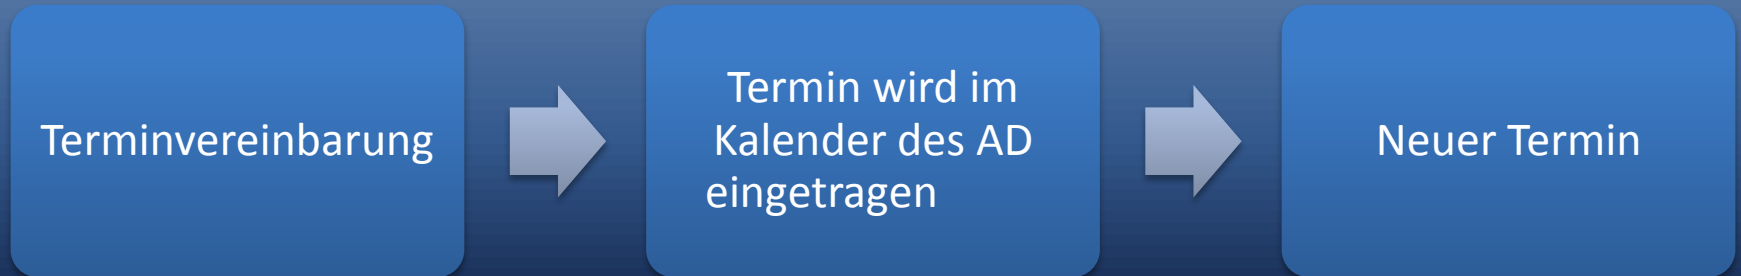 Terminvereinbarung
Termin wird im
Kalender des AD
eingetragen
Neuer Termin